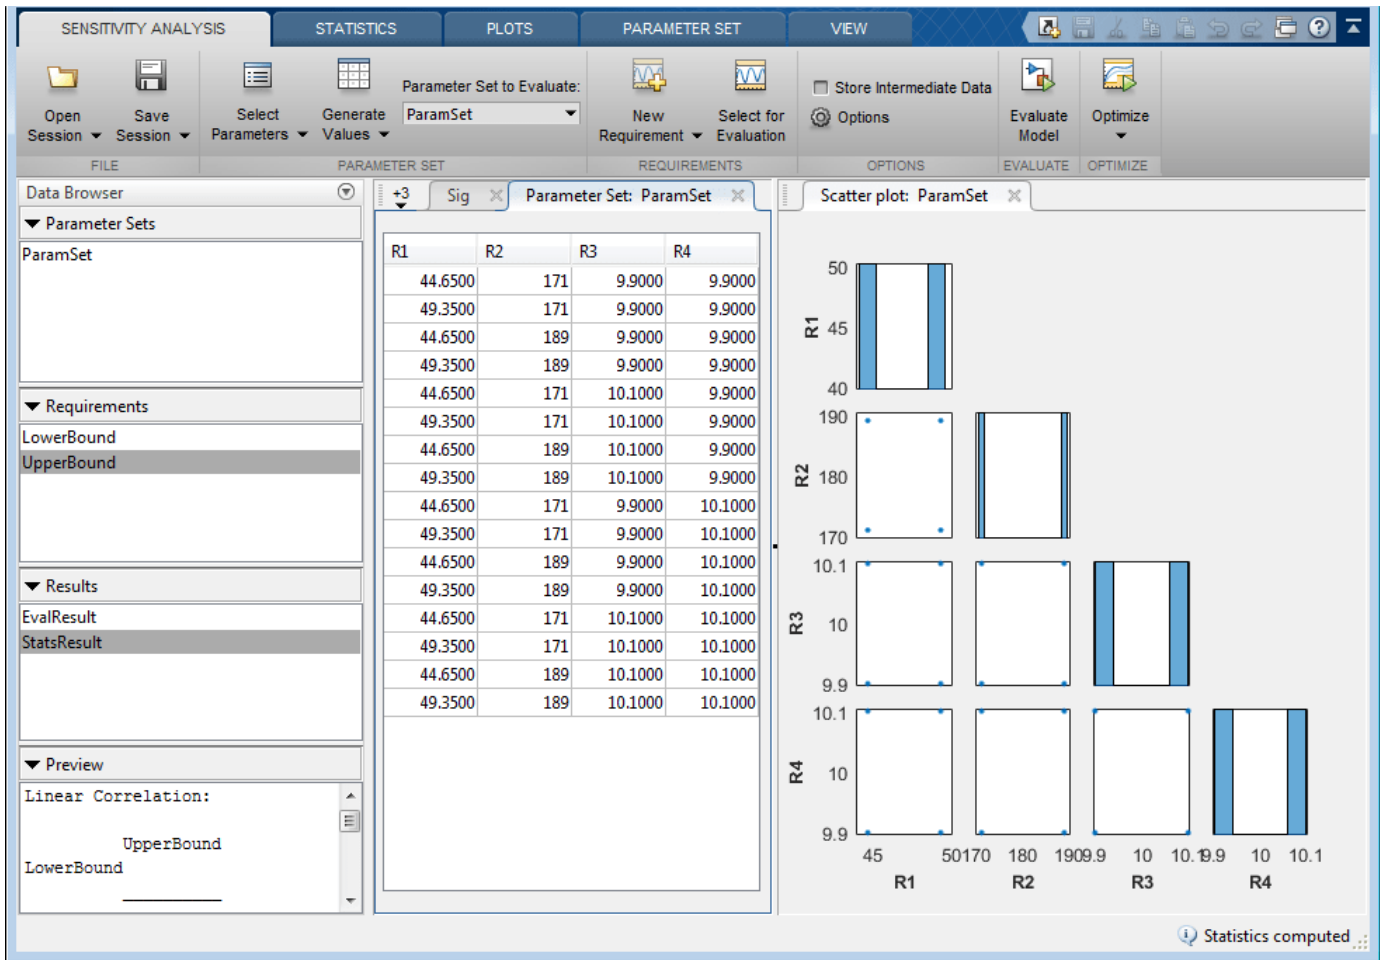 SENSITIVITY ANALYSIS STATISTICS PLOTS PARAMETER SET VIEW
Parameter Set to Evaluate:
Store Intermediate Data
Open Session Save Session Select Parameters Generate Values ParamSet New Requirement Select for Evaluation Options Evaluate Model Optimize
FILE PARAMETER SET REQUIREMENTS OPTIONS EVALUATE OPTIMIZE
Data Browser
Parameter Sets
ParamSet
Requirements
LowerBound
UpperBound
Results
EvalResult
StatsResult
Preview
Linear Correlation:
UpperBound
LowerBound
+3 Sig Parameter Set: ParamSet
R1 R2 R3 R4
44.6500 171 9.9000 9.9000
49.3500 171 9.9000 9.9000
44.6500 189 9.9000 9.9000
49.3500 189 9.9000 9.9000
44.6500 171 10.1000 9.9000
49.3500 171 10.1000 9.9000
44.6500 189 10.1000 9.9000
49.3500 189 10.1000 9.9000
44.6500 171 9.9000 10.1000
49.3500 171 9.9000 10.1000
44.6500 189 9.9000 10.1000
49.3500 189 9.9000 10.1000
44.6500 171 10.1000 10.1000
49.3500 171 10.1000 10.1000
44.6500 189 10.1000 10.1000
49.3500 189 10.1000 10.1000
Scatter plot: ParamSet
50
R1 45
40
190
R2 180
170
10.1
R3 10
9.9
10.1
R4 10
9.9
45 50 170 180 190 9.9 10 10.1 9.9 10 10.1
R1 R2 R3 R4
Statistics computed